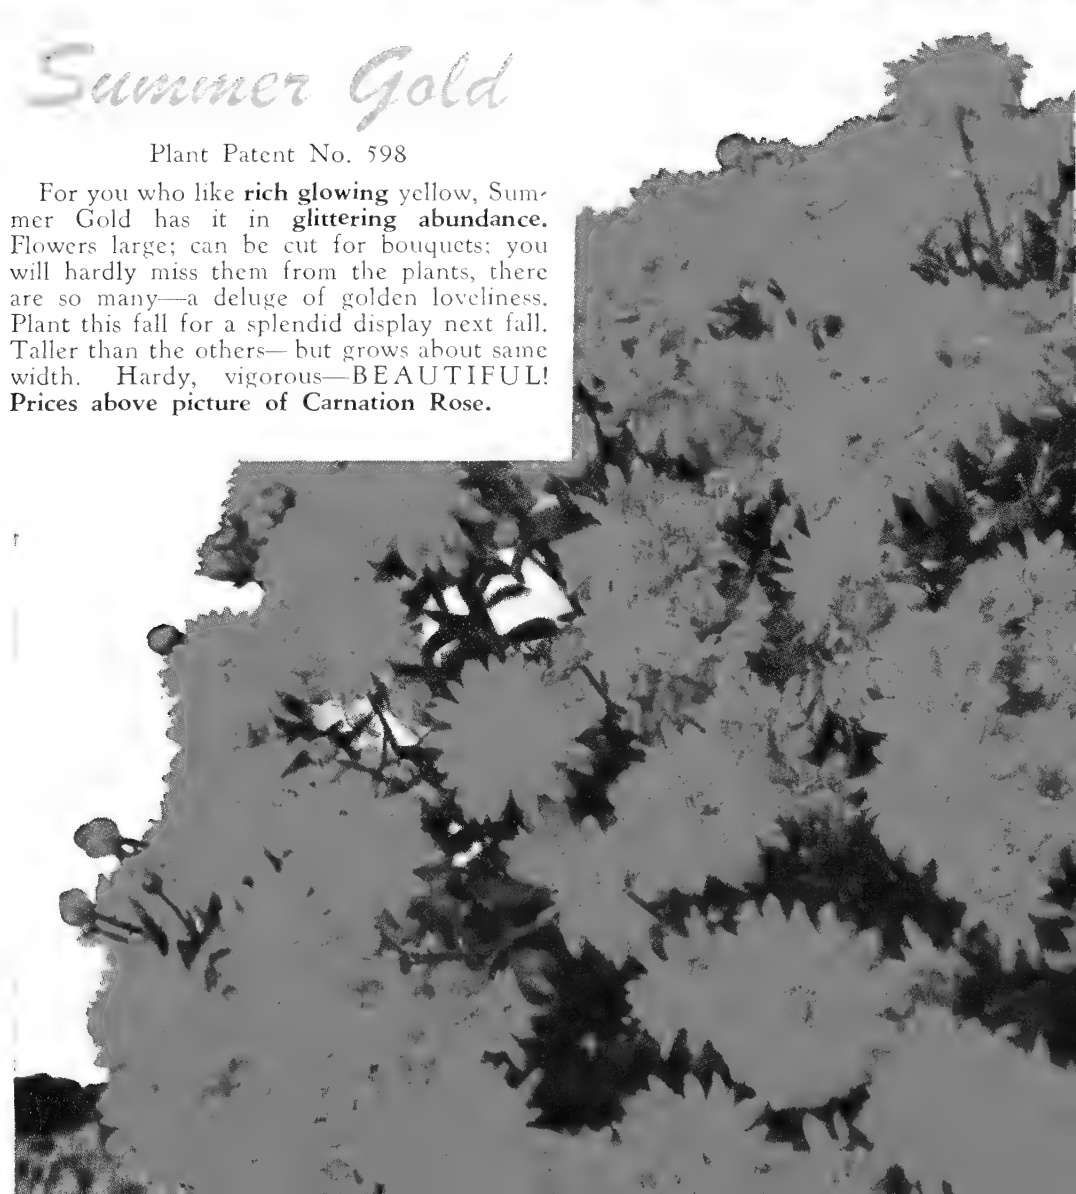 Summer Gold
Plant Patent No. 598
For you who like rich glowing yellow, Sum-
mer Gold has it in glittering abundance.
Flowers large; can be cut for bouquets; you
will hardly miss them from the plants, there
are so many—a deluge of golden loveliness.
Plant this fall for a splendid display next fall.
Taller than the others— but grows about same
width. Hardy, vigorous—BEAUTIFUL!
Prices above picture of Carnation Rose.